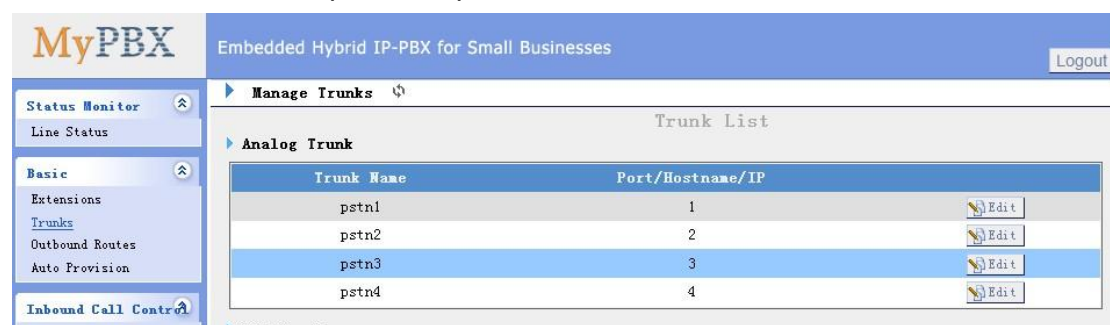 MyPBX
Embedded Hybrid IP-PBX for Small Businesses
Logout
Status Monitor
Line Status
Basic
Extensions
Trunks
Outbound Routes
Auto Provision
Inbound Call Control
Manage Trunks
Trunk List
Analog Trunk
Trunk Name Port/Hostname/IP
pstn1 1 Edit
pstn2 2 Edit
pstn3 3 Edit
pstn4 4 Edit